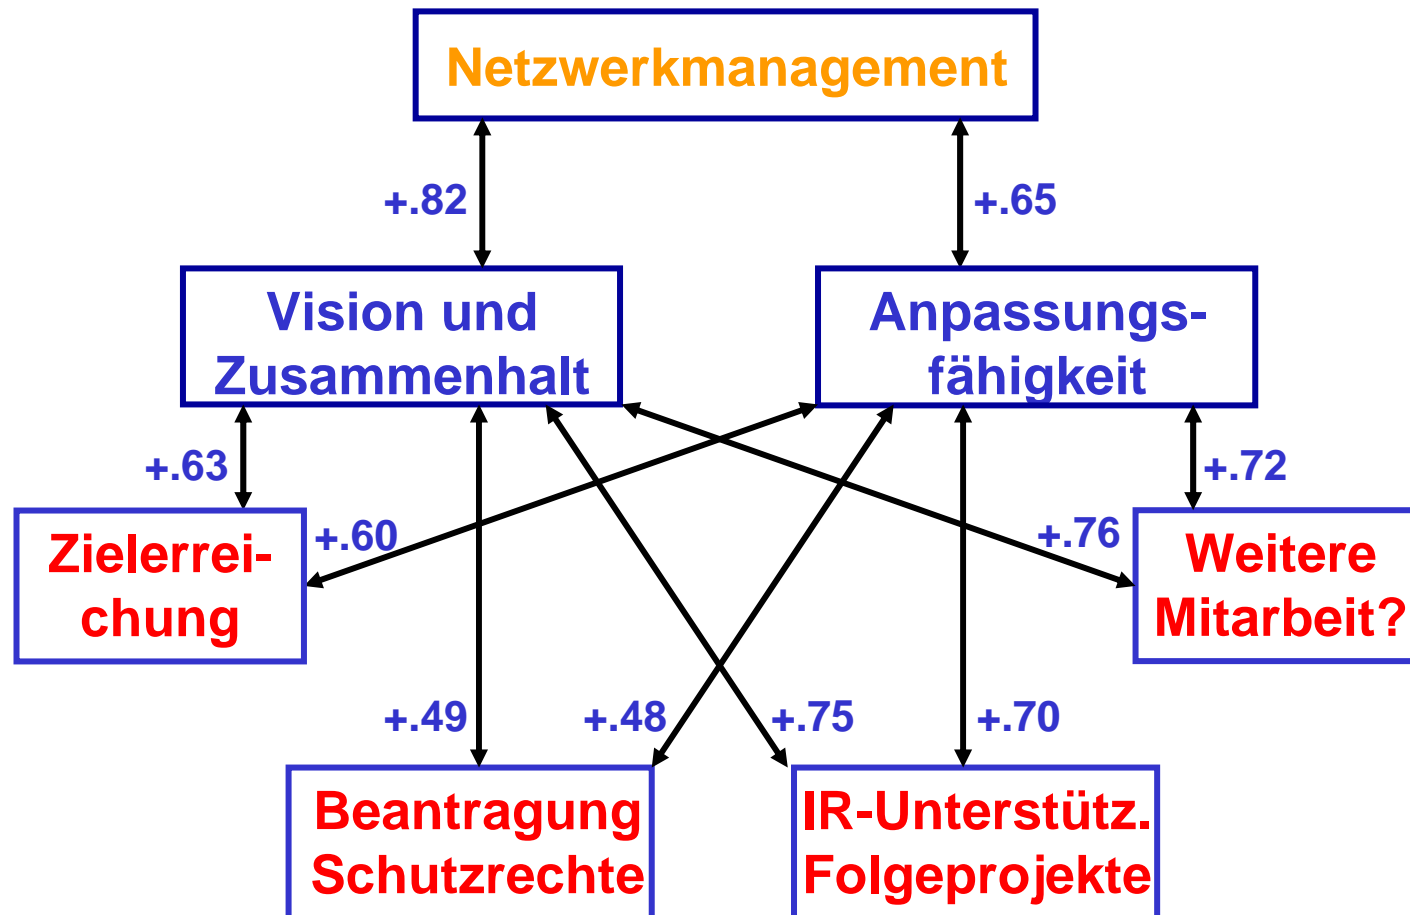 Netzwerkmanagement
+.82
+.65
Vision und
Zusammenhalt
Anpassungs-
fähigkeit
+.63
+.72
+.60
+.76
Zielerrei-
chung
Weitere
Mitarbeit?
+.49
+.48
+.75
+.70
Beantragung
Schutzrechte
IR-Unterstütz.
Folgeprojekte